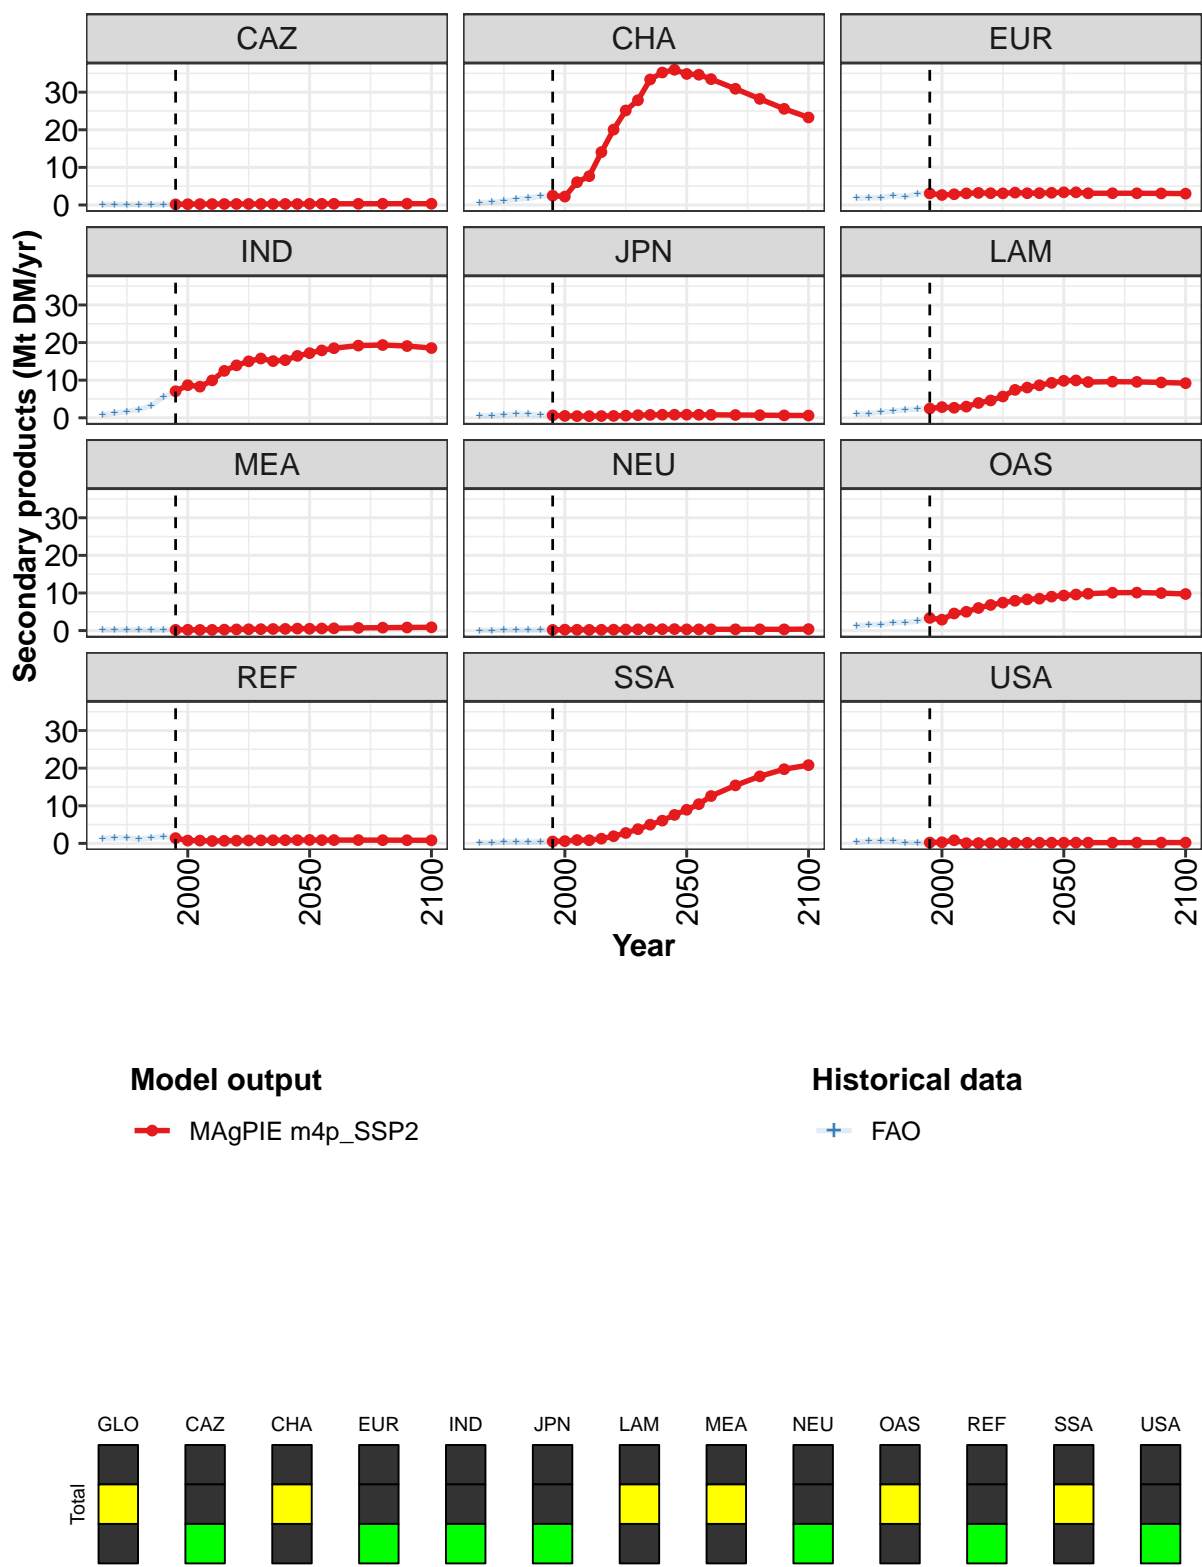 CAZ CHA EUR
30
20
10
0
IND JPN LAM
30
20
10
0
MEA NEU OAS
30
20
10
0
REF SSA USA
30
20
10
0
2000 2050 2100 2000 2050 2100 2000 2050 2100
Year
Secondary products (Mt DM/yr)
Model output
MAgPIE m4p_SSP2
Historical data
FAO
GLO CAZ CHA EUR IND JPN LAM MEA NEU OAS REF SSA USA
Total